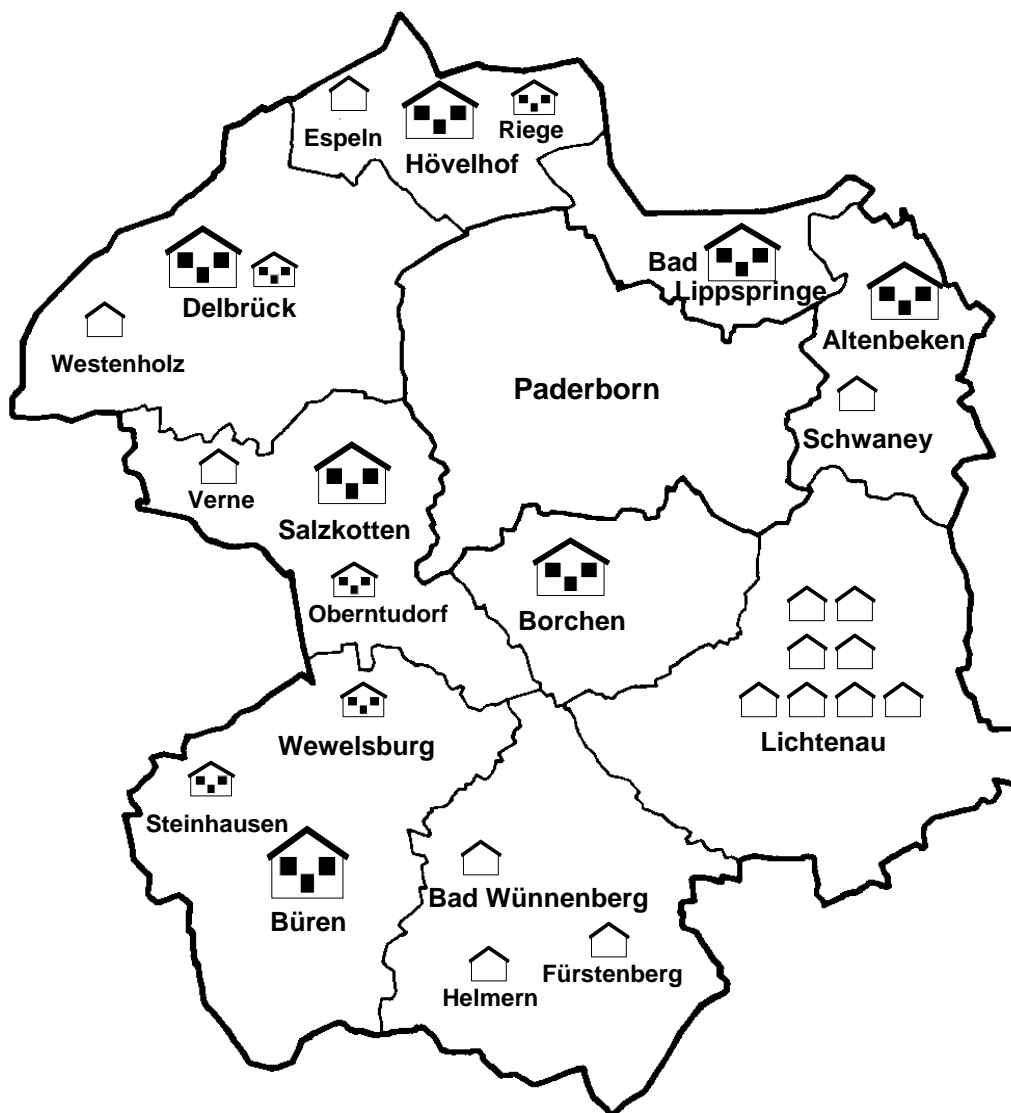 Espeln
Riege
Hövelhof
Bad
Lippspringe
Delbrück
Altenbeken
Westenholz
Paderborn
Schwaney
Verne
Salzkotten
Oberntudorf
Borchen
Wewelsburg
Lichtenau
Steinhausen
Bad Wünnenberg
Büren
Fürstenberg
Helmern